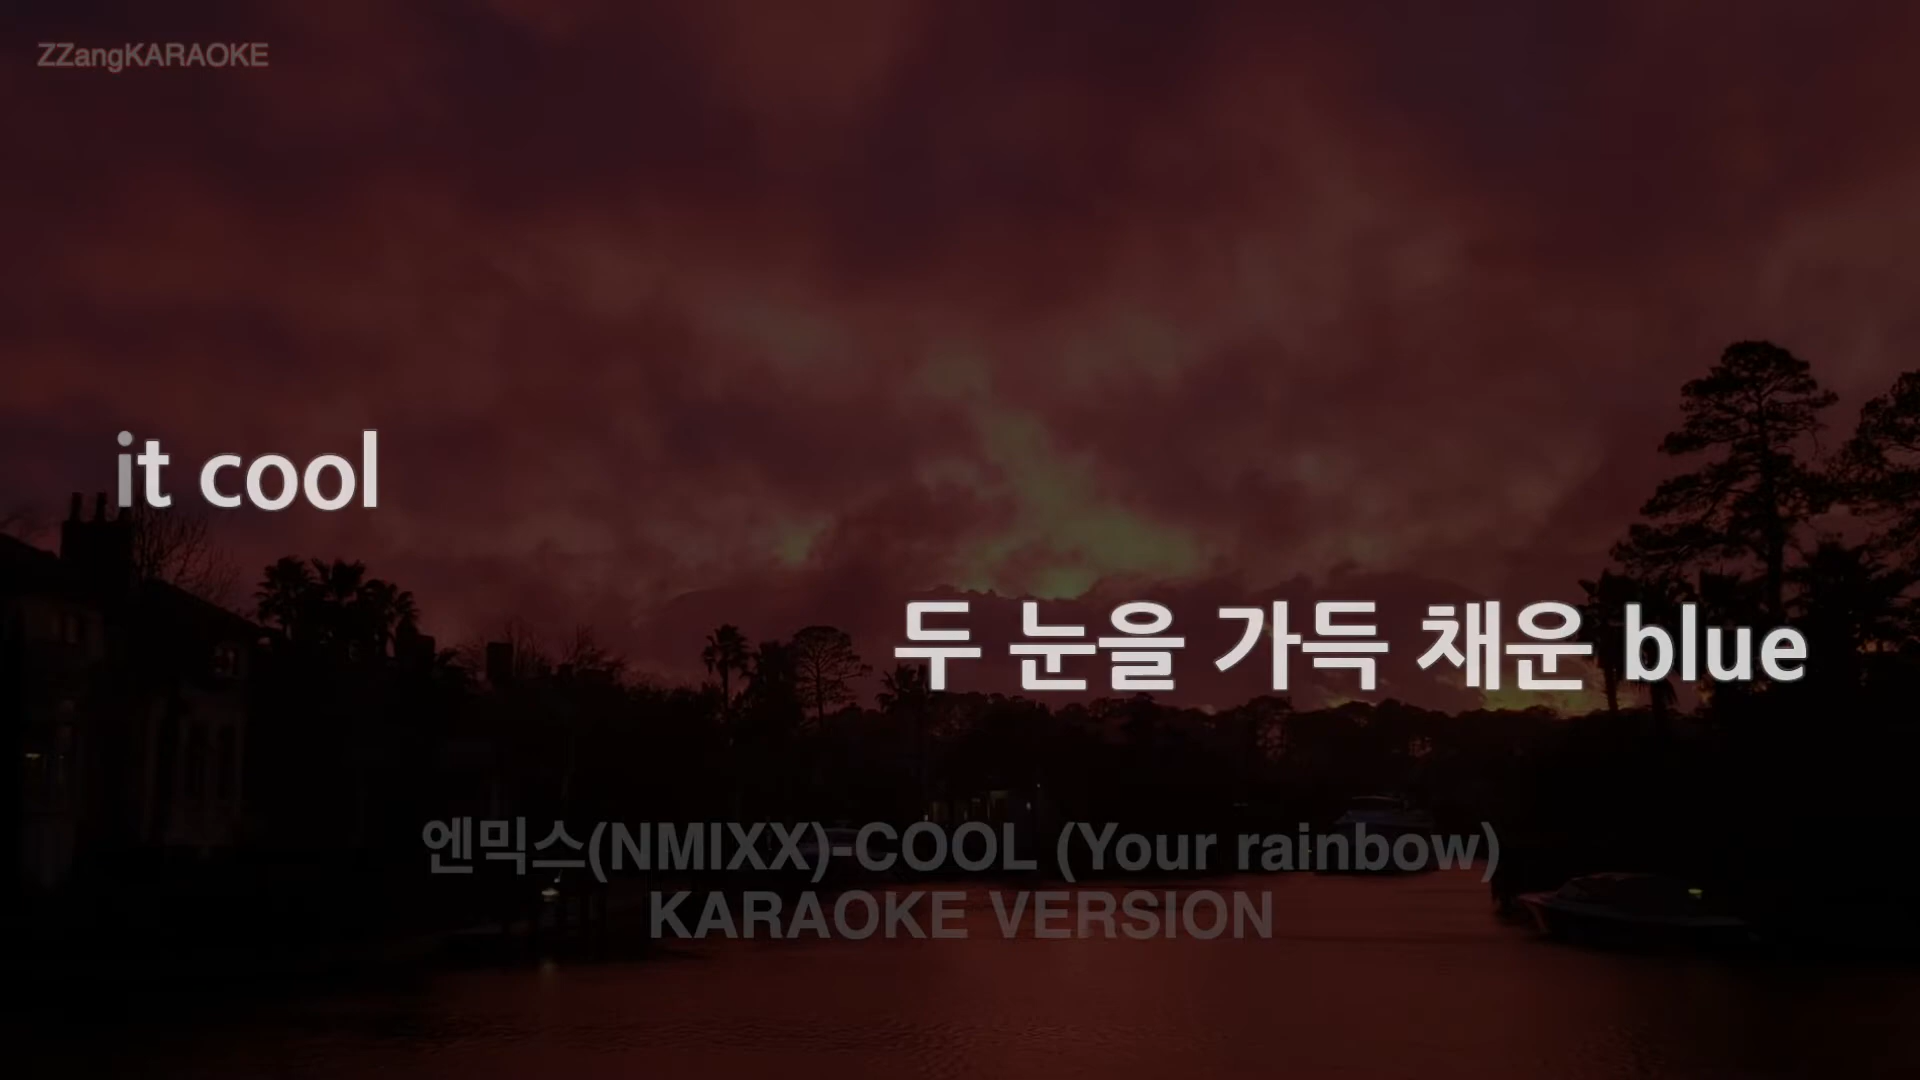 ZZangKARAOKE
it cool
두 눈을 가득 채운 blue
엔믹스(NMIXX)-COOL (Your rainbow)
KARAOKE VERSION